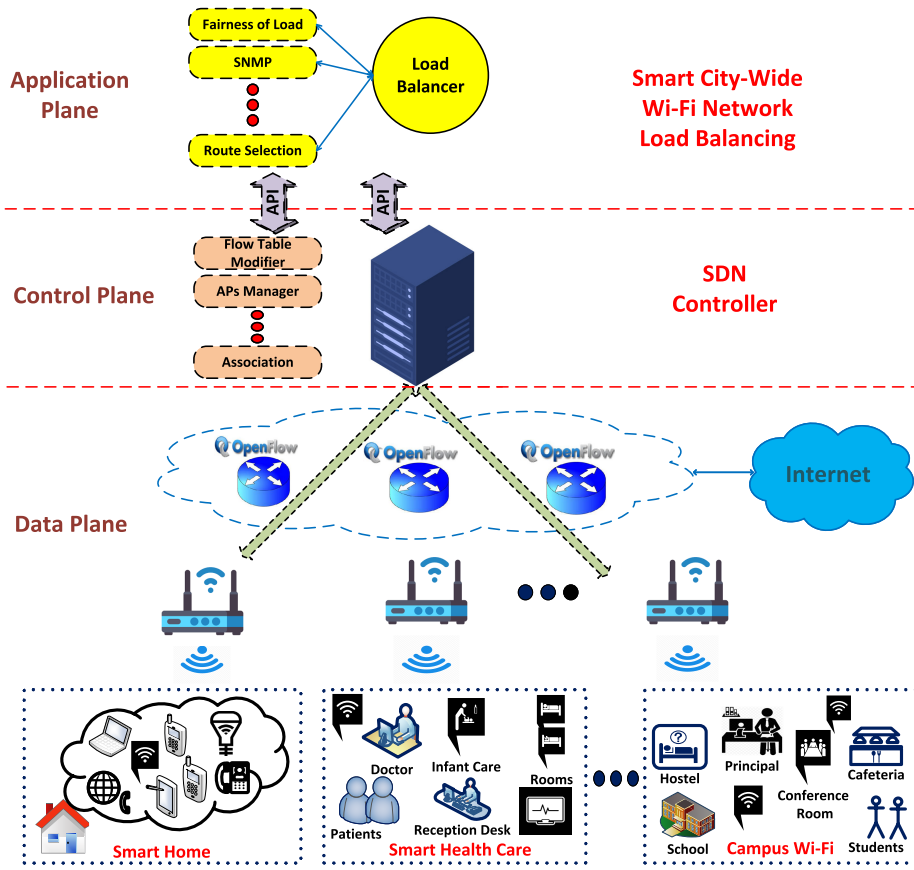 Fairness of Load
SNMP
Route Selection
Load
Balancer
Application
Plane
Smart City-Wide
Wi-Fi Network
Load Balancing
API
API
Control Plane
Flow Table
Modifier
APs Manager
Association
SDN
Controller
OpenFlow
OpenFlow
OpenFlow
Internet
Data Plane
Smart Home
Doctor
Infant Care
Rooms
Patients
Reception Desk
Smart Health Care
Hostel
Principal
Conference
Room
Cafeteria
School
Campus Wi-Fi
Students